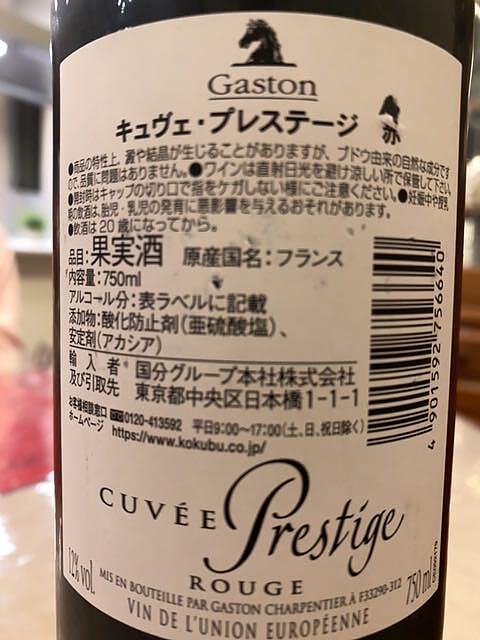 Gaston
キュヴェ・プレステージ 赤
●商品の特性上、澱や結晶が生じることがありますが、ブドウ由来の自然な成分です
ので、品質に問題はありません。●ワインは直射日光を避け涼しい所で保管して下さい。
●開封時はキャップの切り口で指をケガしない様にご注意ください。●妊娠中や授乳
期の飲酒は、胎児・乳児の発育に悪影響を与えるおそれがあります。
●飲酒は20歳になってから。
品目:果実酒 原産国名:フランス
内容量:750ml
アルコール分:表ラベルに記載
添加物:酸化防止剤(亜硫酸塩)、
安定剤(アカシア)
輸入者 国分グループ本社株式会社
及び引取先 東京都中央区日本橋1-1-1
お客様相談窓口 0120-413592 平日9:00~17:00(土、日、祝日除く)
ホームページ https://www.kokubu.co.jp/
4 901592 756640
CUVÉE Prestige
ROUGE
12% vol.
MIS EN BOUTEILLE PAR GASTON CHARPENTIER À F33290-312
750 ml
VIN DE L'UNION EUROPÉENNE